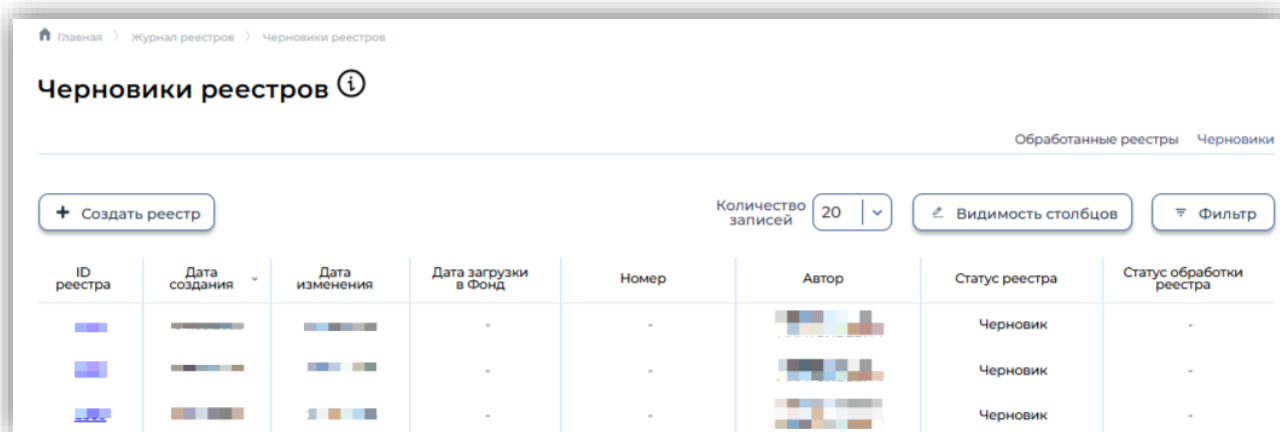 Главная > Журнал реестров > Черновики реестров
Черновики реестров
Обработанные реестры Черновики
+ Создать реестр
Количество записей
20
Видимость столбцов
Фильтр
ID реестра
Дата создания
Дата изменения
Дата загрузки в Фонд
Номер
Автор
Статус реестра
Статус обработки реестра
- - Черновик -
- - Черновик -
- - Черновик -